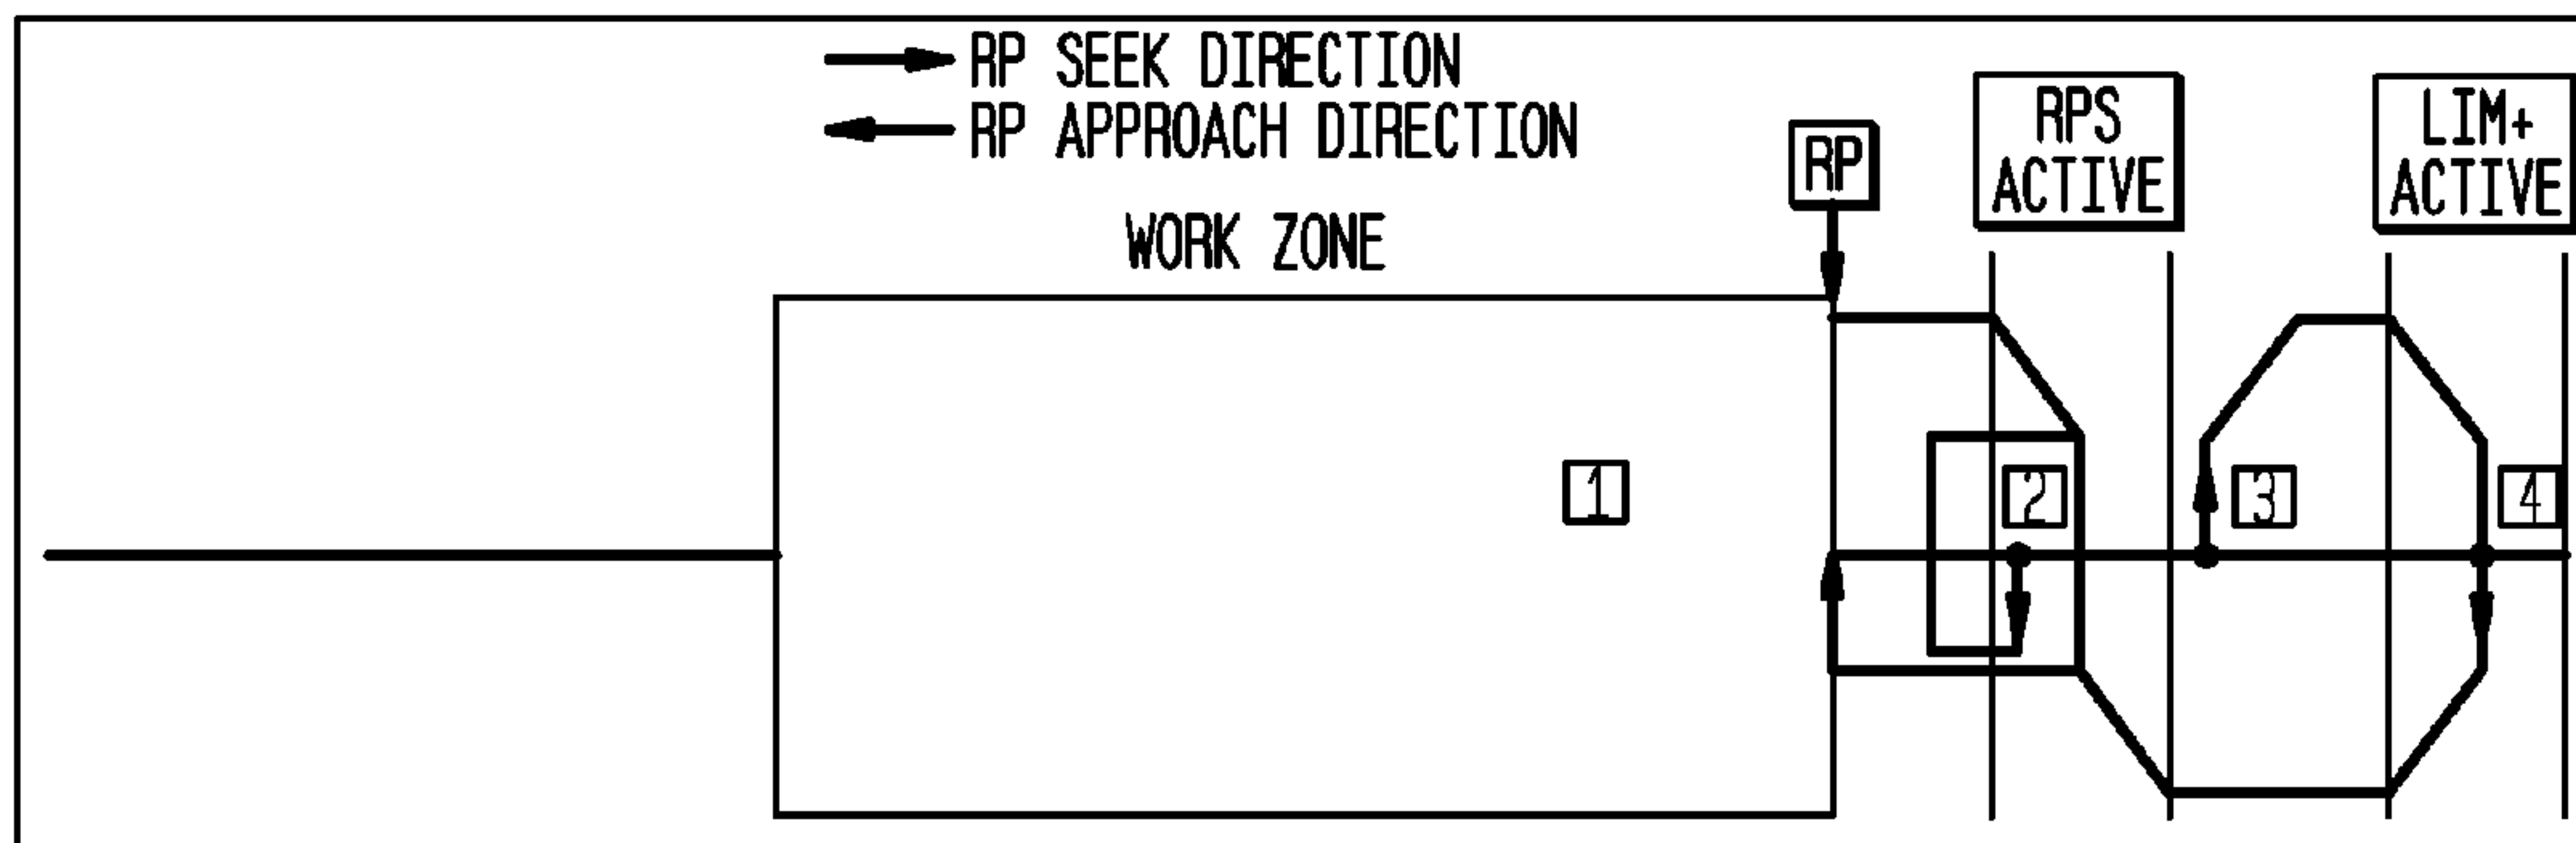 RP SEEK DIRECTION
RP APPROACH DIRECTION
WORK ZONE
RP
RPS
ACTIVE
LIM+
ACTIVE
1
2
3
4